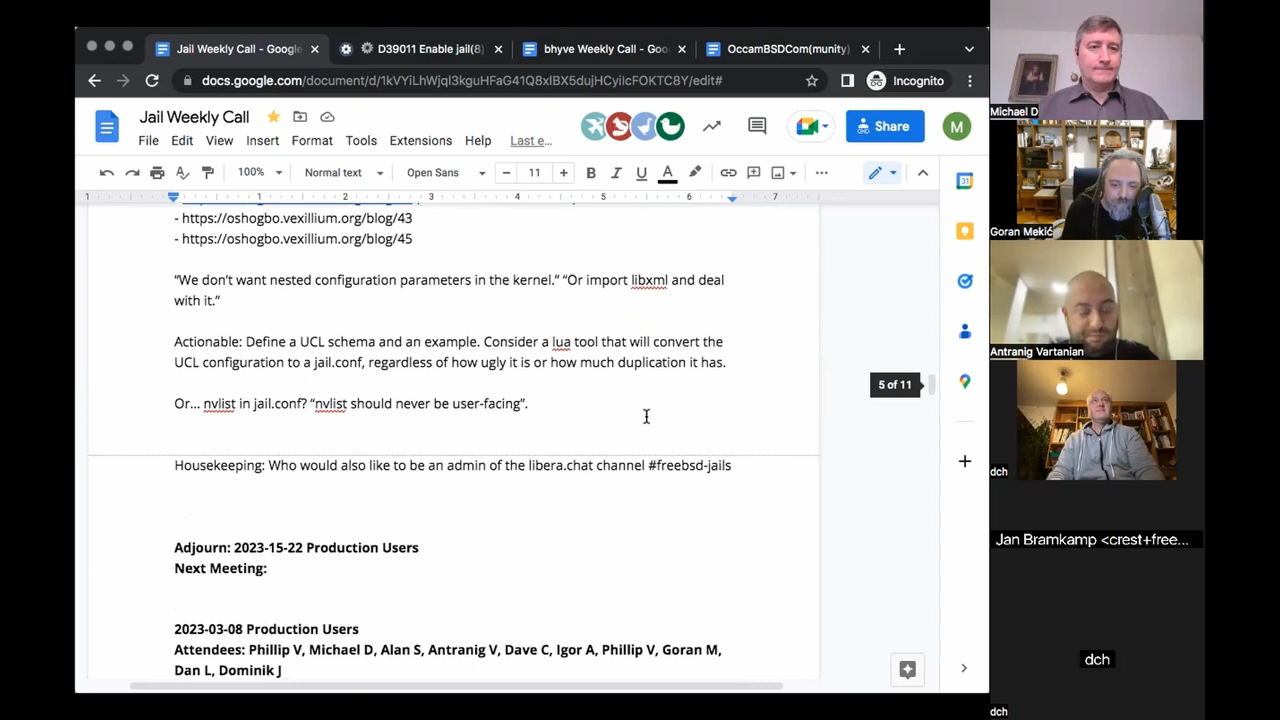 Jail Weekly Call - Google
D39011 Enable jail(8)
bhyve Weekly Call - Goo
OccamBSDCom(munity)
docs.google.com/document/d/1kVYiLhWjql3kguHFaG41Q8xIBX5dujHCyilcFOKTC8Y/edit#
Incognito
Jail Weekly Call
File Edit View Insert Format Tools Extensions Help Last e...
Share
M
100% Normal text Open Sans 11 B I U A
1 1 2 3 4 5 6 7
- https://oshogbo.vexillium.org/blog/43
- https://oshogbo.vexillium.org/blog/45
“We don’t want nested configuration parameters in the kernel.” “Or import libxml and deal
with it.”
Actionable: Define a UCL schema and an example. Consider a lua tool that will convert the
UCL configuration to a jail.conf, regardless of how ugly it is or how much duplication it has.
5 of 11
Or... nvlist in jail.conf? “nvlist should never be user-facing”.
Housekeeping: Who would also like to be an admin of the libera.chat channel #freebsd-jails
Adjourn: 2023-15-22 Production Users
Next Meeting:
2023-03-08 Production Users
Attendees: Phillip V, Michael D, Alan S, Antranig V, Dave C, Igor A, Phillip V, Goran M,
Dan L, Dominik J
Michael D
Goran Mekić
Antranig Vartanian
dch
Jan Bramkamp <crest+free...
dch
dch